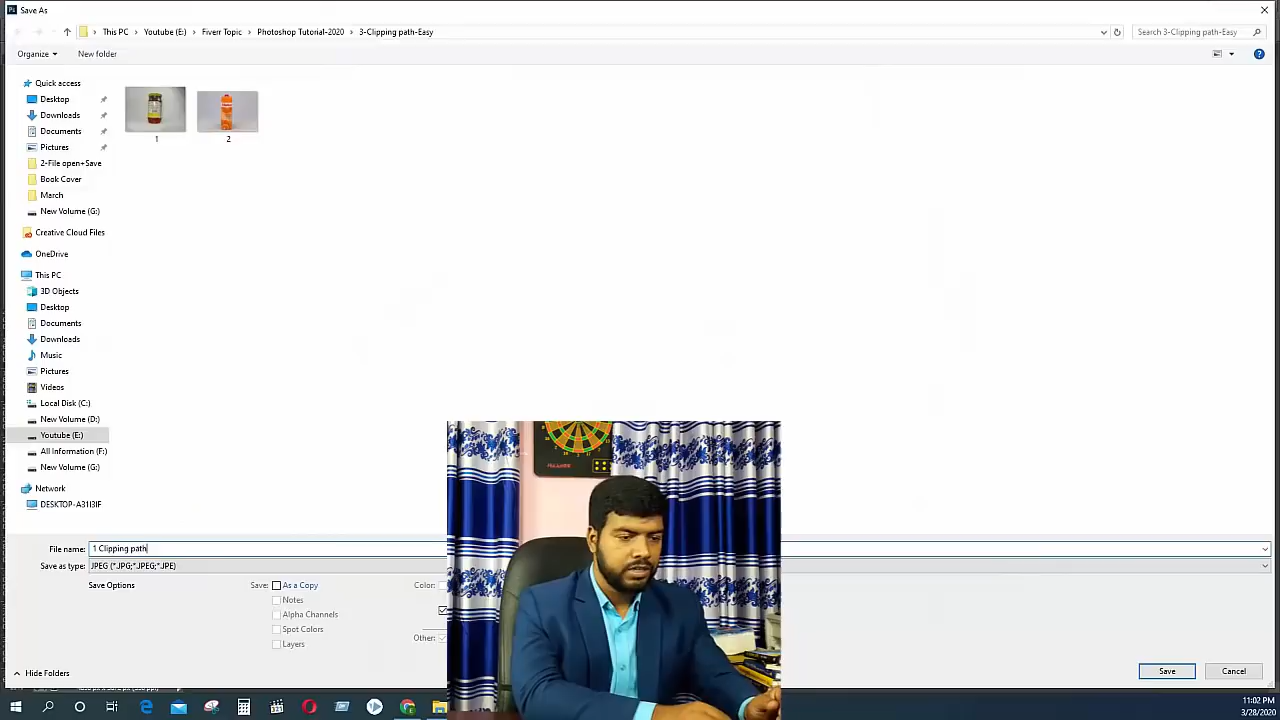 Save As
This PC > Youtube (E:) > Fiverr Topic > Photoshop Tutorial-2020 > 3-Clipping path-Easy
Search 3-Clipping path-Easy
Organize
New folder
Quick access
Desktop
Downloads
Documents
Pictures
2-File open+Save
Book Cover
March
New Volume (G:)
Creative Cloud Files
OneDrive
This PC
3D Objects
Desktop
Documents
Downloads
Music
Pictures
Videos
Local Disk (C:)
New Volume (D:)
Youtube (E:)
All Information (F:)
New Volume (G:)
Network
DESKTOP-A31I3IF
1
2
File name: 1 Clipping path
Save as type: JPEG (*.JPG;*.JPEG;*.JPE)
Save Options
Save: As a Copy
Notes
Alpha Channels
Spot Colors
Layers
Color:
Other:
Hide Folders
Save
Cancel
11:02 PM
3/28/2020